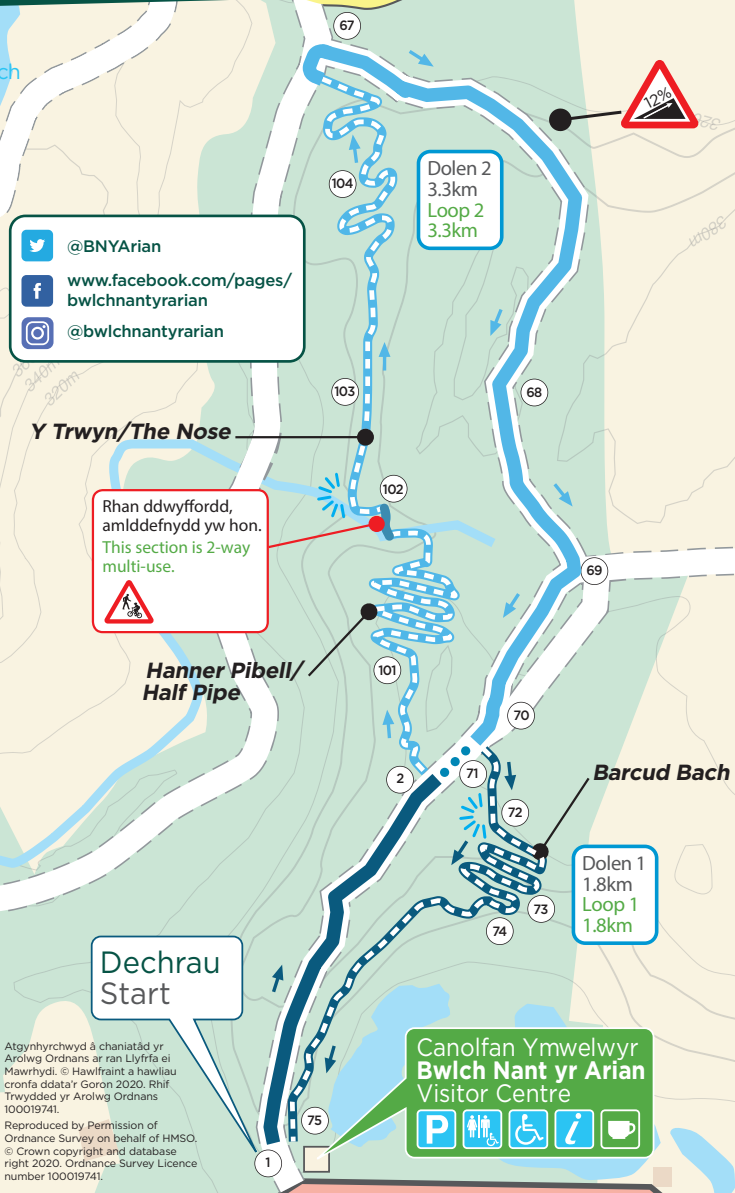 ch
67
12%
320m
380m
104
Dolen 2
3.3km
Loop 2
3.3km
@BNYArian
www.facebook.com/pages/
bwlchnantyrarian
@bwlchnantyrarian
340m
320m
103
68
Y Trwyn/The Nose
102
Rhan ddwyffordd,
amlddefnydd yw hon.
This section is 2-way
multi-use.
69
Hanner Pibell/
Half Pipe
101
70
2
71
Barcud Bach
72
Dolen 1
1.8km
Loop 1
1.8km
73
74
Dechrau
Start
Canolfan Ymwelwyr
Bwlch Nant yr Arian
Visitor Centre
P
i
75
1
Atgynhyrchwyd â chaniatâd yr
Arolwg Ordnans ar ran Llyfrfa ei
Mawrhydi. © Hawlfraint a hawliau
cronfa ddata'r Goron 2020. Rhif
Trwydded yr Arolwg Ordnans
100019741.
Reproduced by Permission of
Ordnance Survey on behalf of HMSO.
© Crown copyright and database
right 2020. Ordnance Survey Licence
number 100019741.